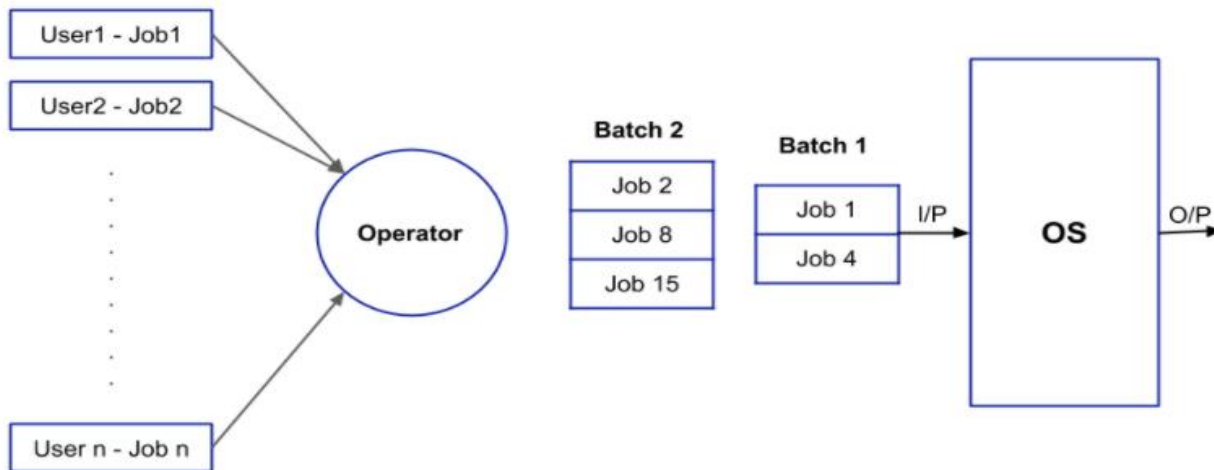 User1 - Job1
User2 - Job2
User n - Job n
Operator
Batch 2
Job 2
Job 8
Job 15
Batch 1
Job 1
Job 4
I/P
OS
O/P